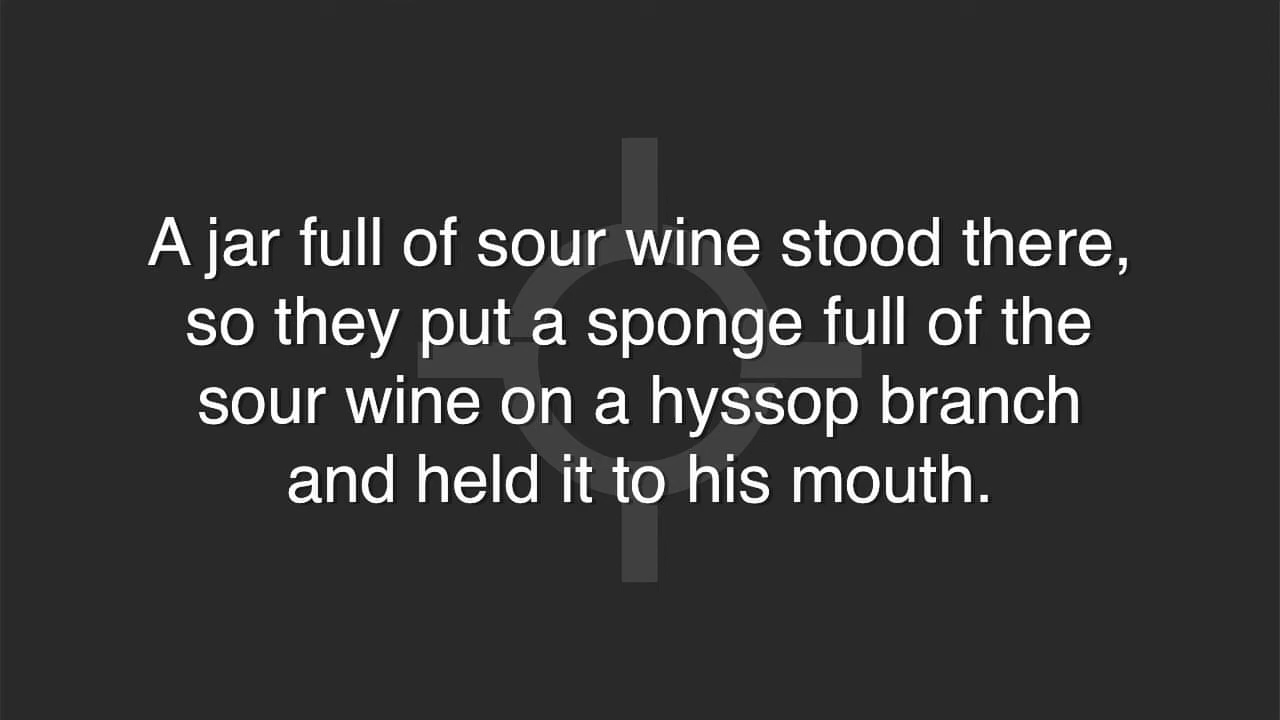 A jar full of sour wine stood there,
so they put a sponge full of the
sour wine on a hyssop branch
and held it to his mouth.